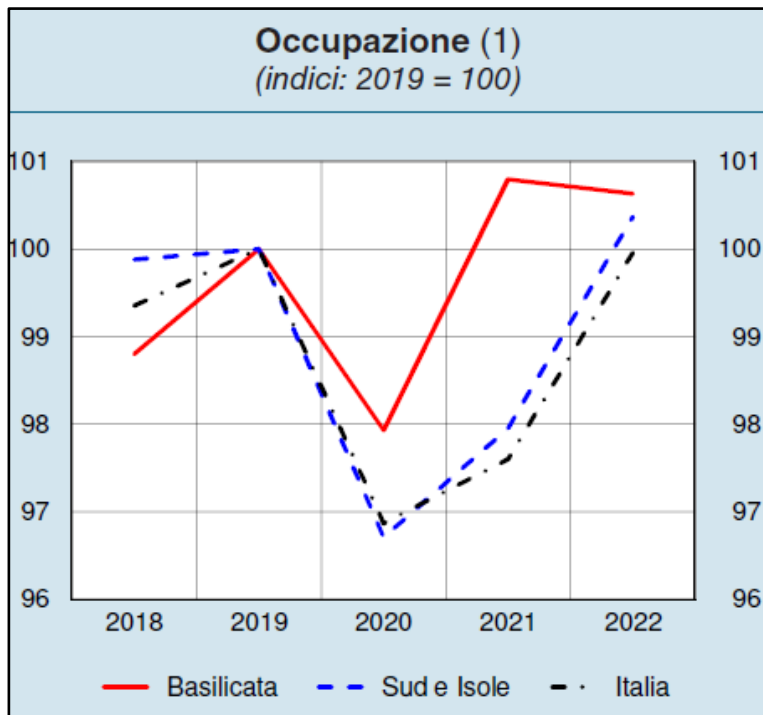 Occupazione (1)
(indici: 2019 = 100)
101 101
100 100
99 99
98 98
97 97
96 96
2018 2019 2020 2021 2022
Basilicata Sud e Isole Italia